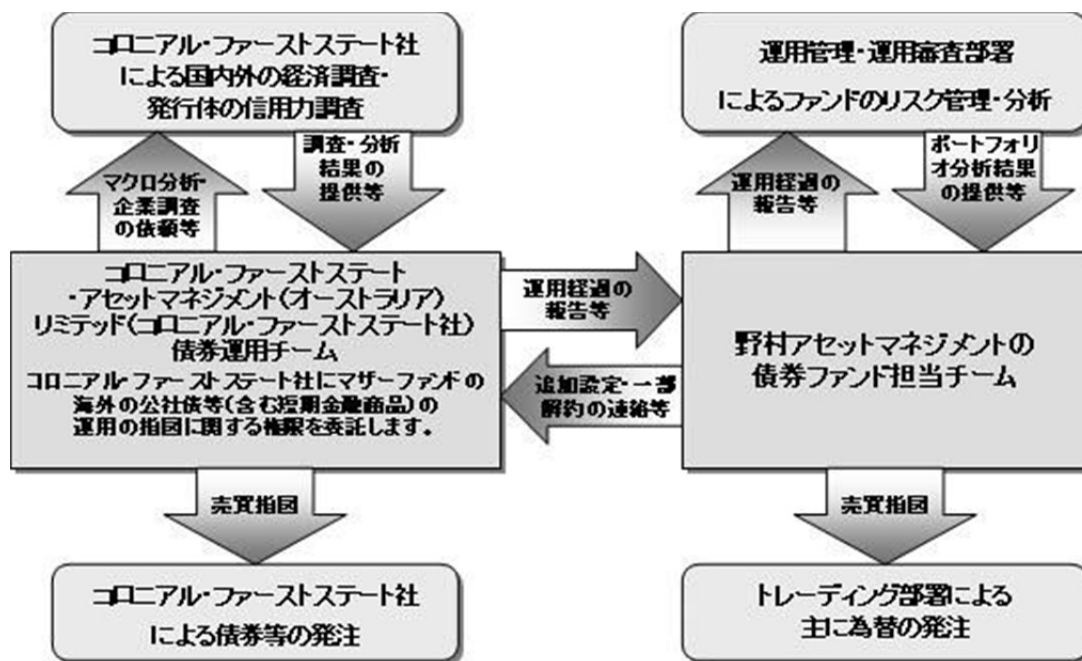 コロニアル・ファーストステート社
による国内外の経済調査・
発行体の信用力調査
運用管理・運用審査部署
によるファンドのリスク管理・分析
マクロ分析・
企業調査
の依頼等
調査・分析
結果の
提供等
運用経過の
報告等
ポートフォリ
オ分析結果
の提供等
コロニアル・ファーストステート
・アセットマネジメント(オーストラリア)
リミテッド(コロニアル・ファーストステート社)
債券運用チーム
コロニアル・ファーストステート社にマザーファンドの
海外の公社債等(含む短期金融商品)の
運用の指図に関する権限を委託します。
運用経過の
報告等
追加設定・一部
解約の連絡等
野村アセットマネジメントの
債券ファンド担当チーム
売買指図
売買指図
コロニアル・ファーストステート社
による債券等の発注
トレーディング部署による
主に為替の発注